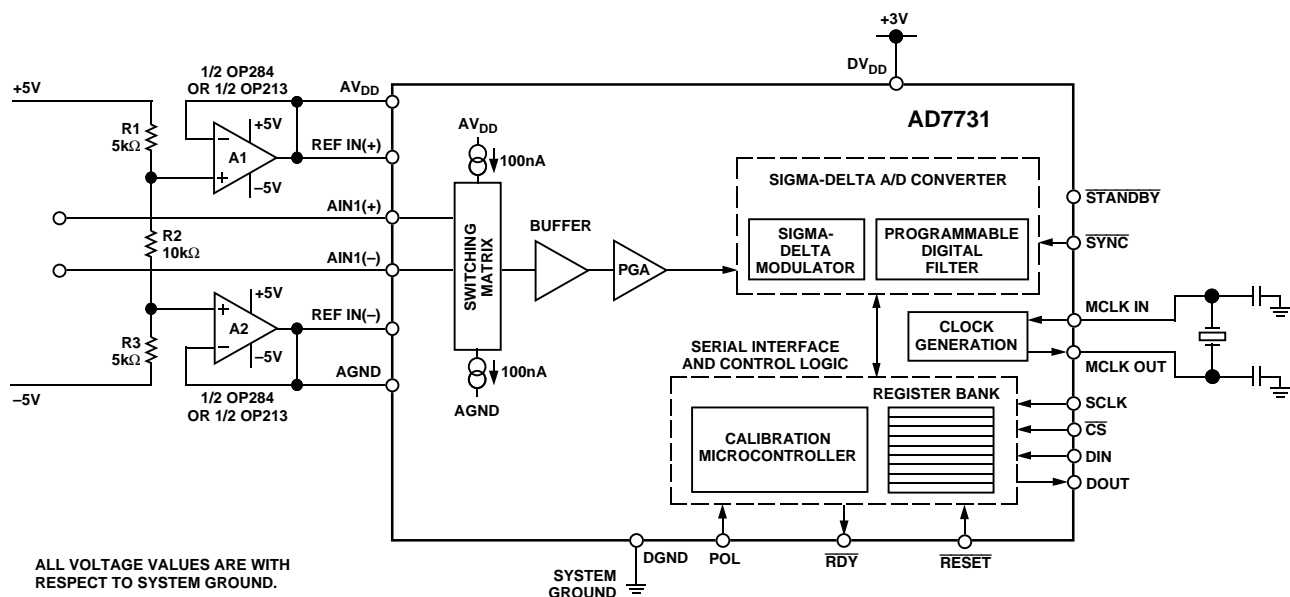 +3V
DVDD
1/2 OP284
OR 1/2 OP213
+5V
AVDD
AD7731
R1
5kΩ
+5V
−
A1
+
−5V
REF IN(+)
AVDD
100nA
SIGMA-DELTA A/D CONVERTER
STANDBY
AIN1(+)
BUFFER
SIGMA-
DELTA
MODULATOR
PROGRAMMABLE
DIGITAL
FILTER
SYNC
R2
10kΩ
AIN1(−)
SWITCHING
MATRIX
PGA
+5V
+
A2
−
−5V
REF IN(−)
MCLK IN
CLOCK
GENERATION
R3
5kΩ
SERIAL INTERFACE
AND CONTROL LOGIC
MCLK OUT
−5V
AGND
100nA
AGND
1/2 OP284
OR 1/2 OP213
REGISTER BANK
SCLK
CS
CALIBRATION
MICROCONTROLLER
DIN
DOUT
ALL VOLTAGE VALUES ARE WITH
RESPECT TO SYSTEM GROUND.
SYSTEM
GROUND
DGND
POL
RDY
RESET